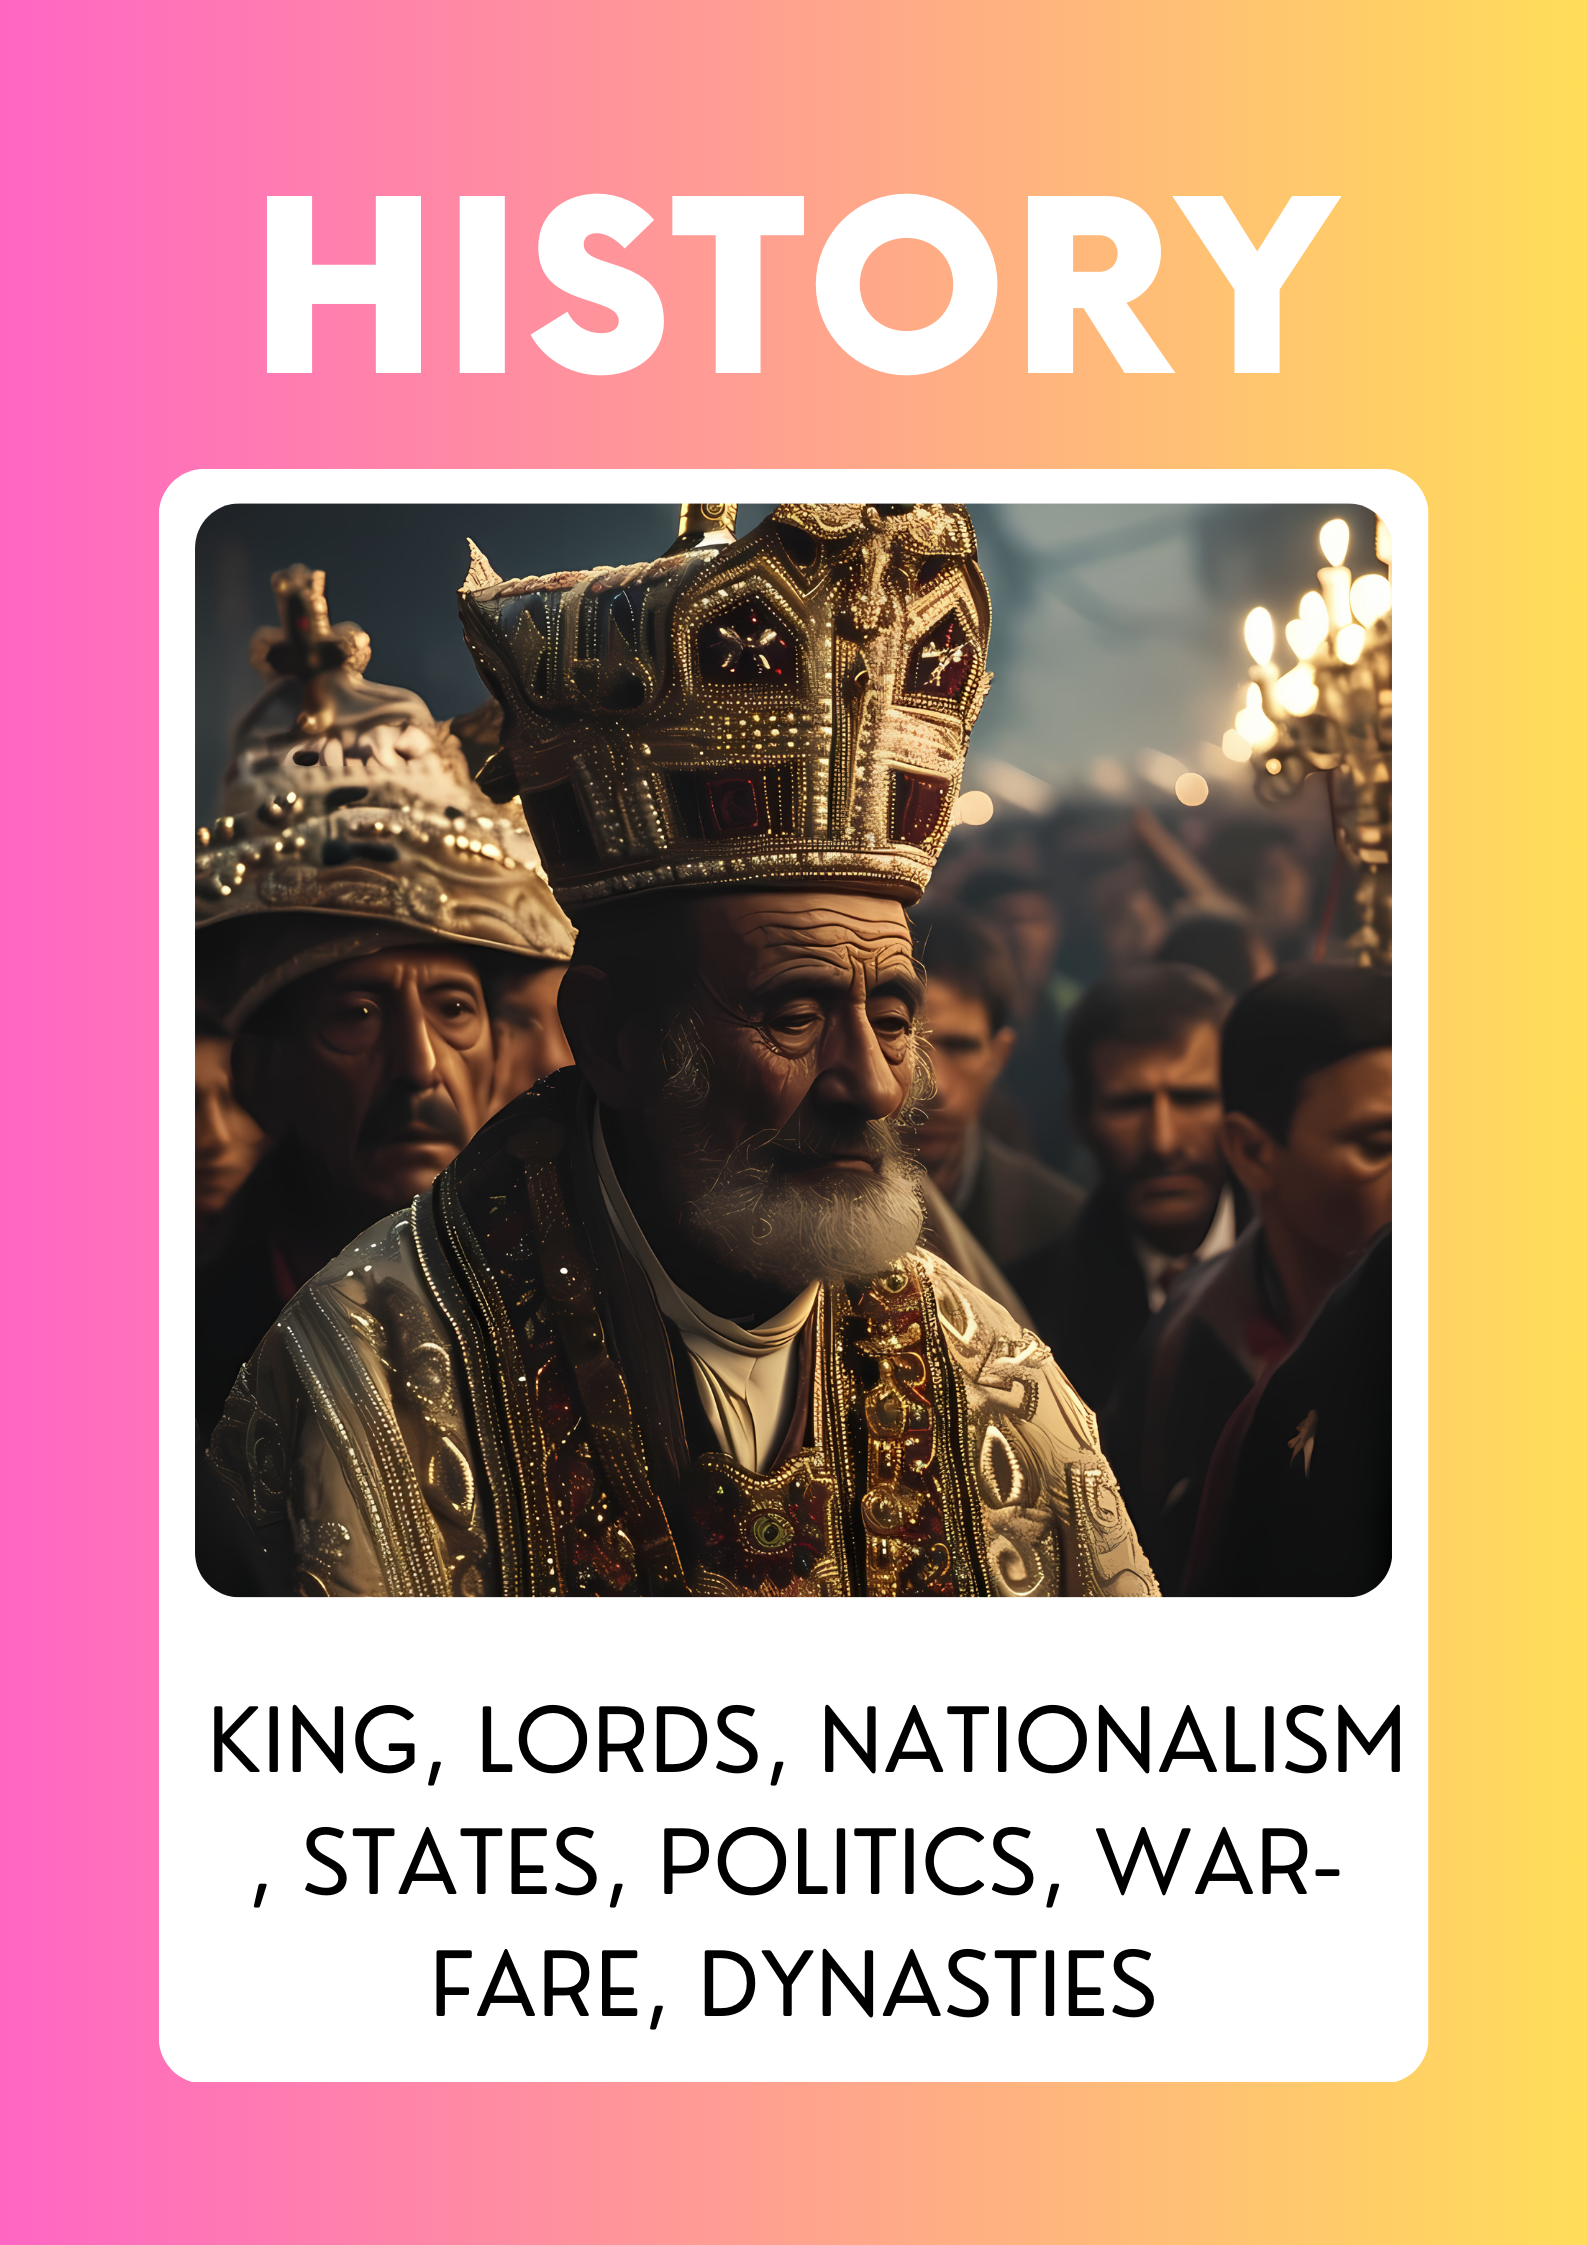 HISTORY
KING, LORDS, NATIONALISM
, STATES, POLITICS, WAR-
FARE, DYNASTIES